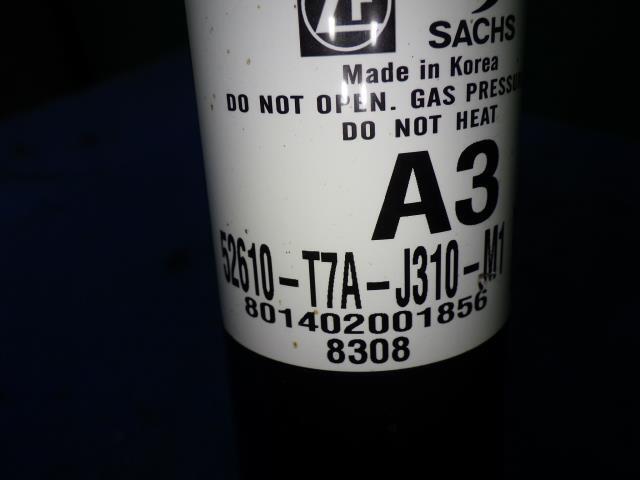 ZF
SACHS
Made in Korea
DO NOT OPEN. GAS PRESSU
DO NOT HEAT
A3
52610-T7A-J310-M1
801402001856
8308